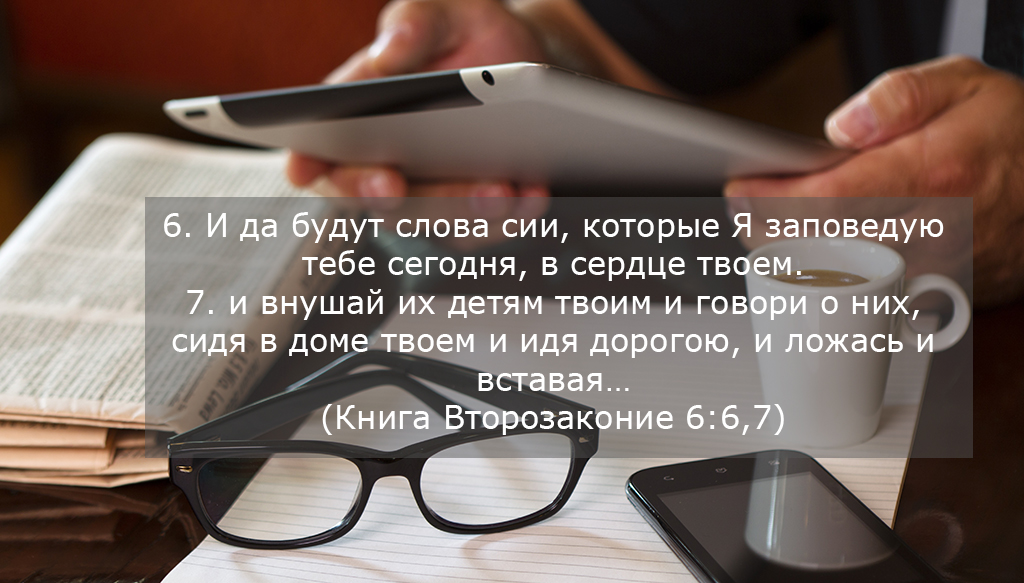 6. И да будут слова сии, которые Я заповедую
тебе сегодня, в сердце твоем.
7. и внушай их детям твоим и говори о них,
сидя в доме твоем и идя дорогою, и ложась и
вставая...
(Книга Второзаконие 6:6,7)